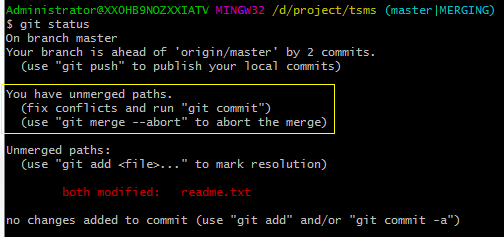 Administrator@XXOHB9NOZXXIATV MINGW32 /d/project/tsms (master|MERGING)
$ git status
On branch master
Your branch is ahead of 'origin/master' by 2 commits.
  (use "git push" to publish your local commits)

You have unmerged paths.
  (fix conflicts and run "git commit")
  (use "git merge --abort" to abort the merge)

Unmerged paths:
  (use "git add <file>..." to mark resolution)

        both modified:   readme.txt

no changes added to commit (use "git add" and/or "git commit -a")